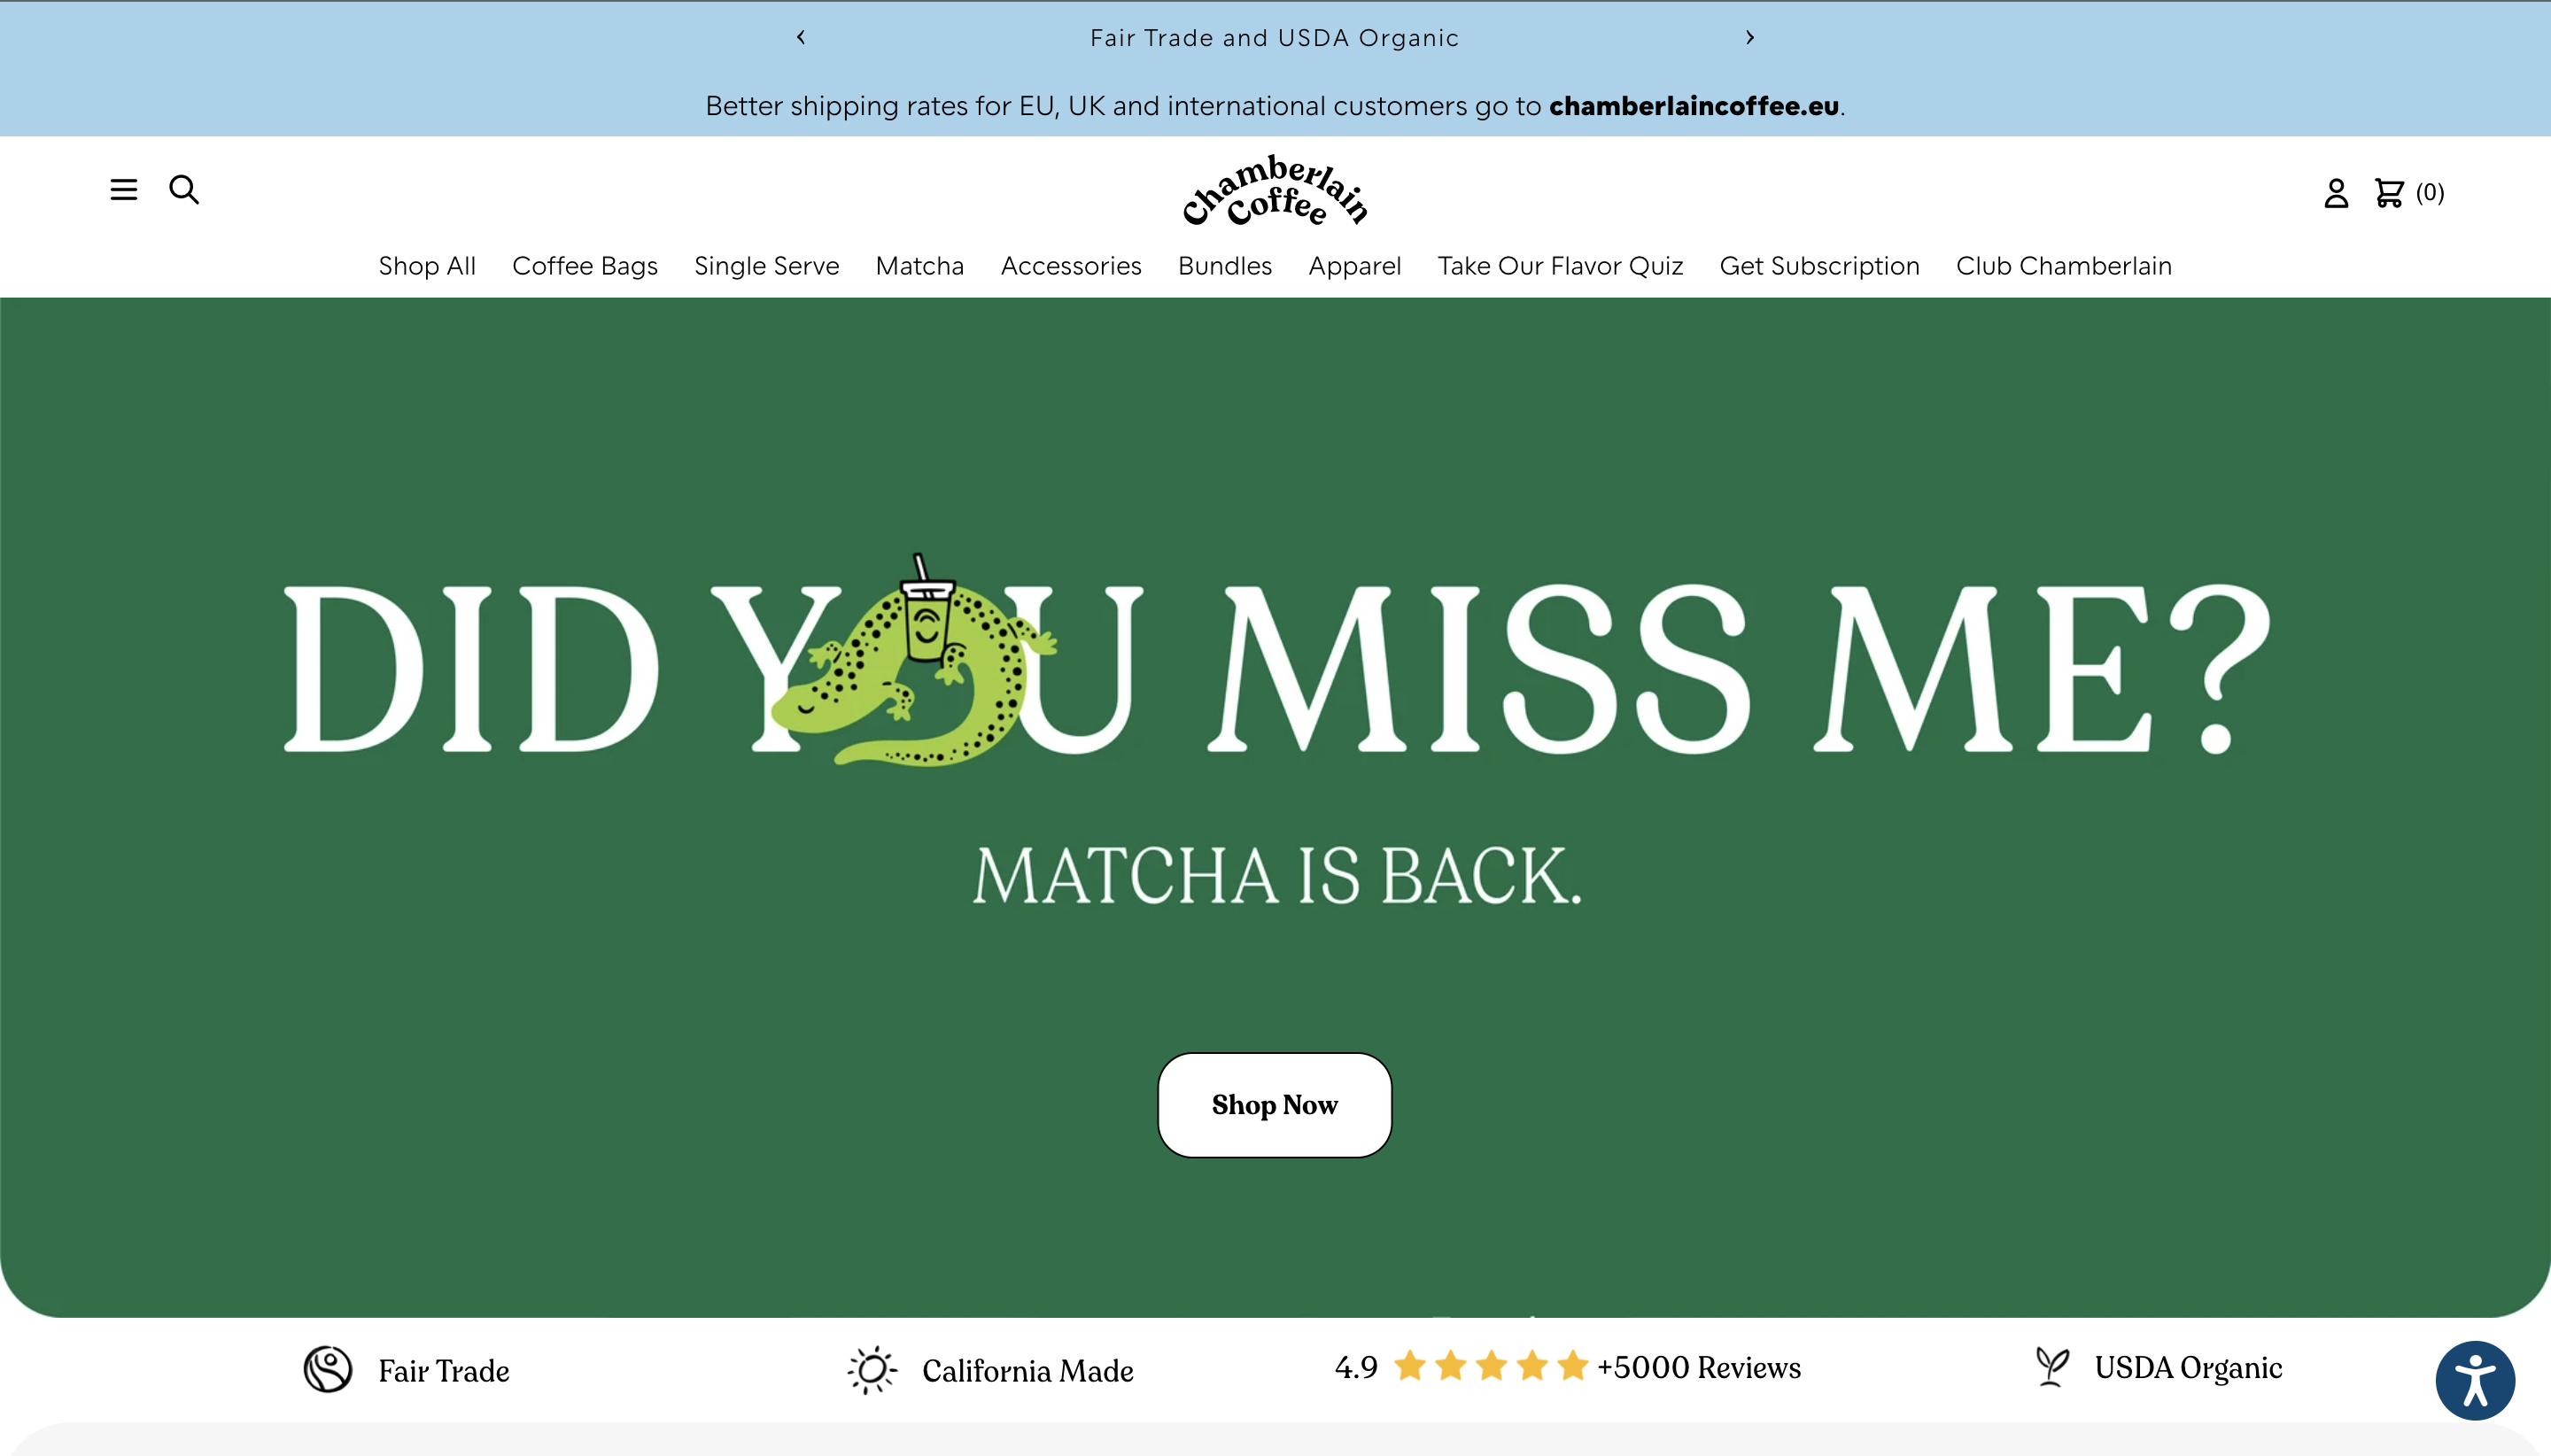 Fair Trade and USDA Organic
Better shipping rates for EU, UK and international customers go to chamberlaincoffee.eu.
Chamberlain
Coffee
(0)
Shop All Coffee Bags Single Serve Matcha Accessories Bundles Apparel Take Our Flavor Quiz Get Subscription Club Chamberlain
DID YOU MISS ME?
MATCHA IS BACK.
Shop Now
Fair Trade California Made 4.9 +5000 Reviews USDA Organic